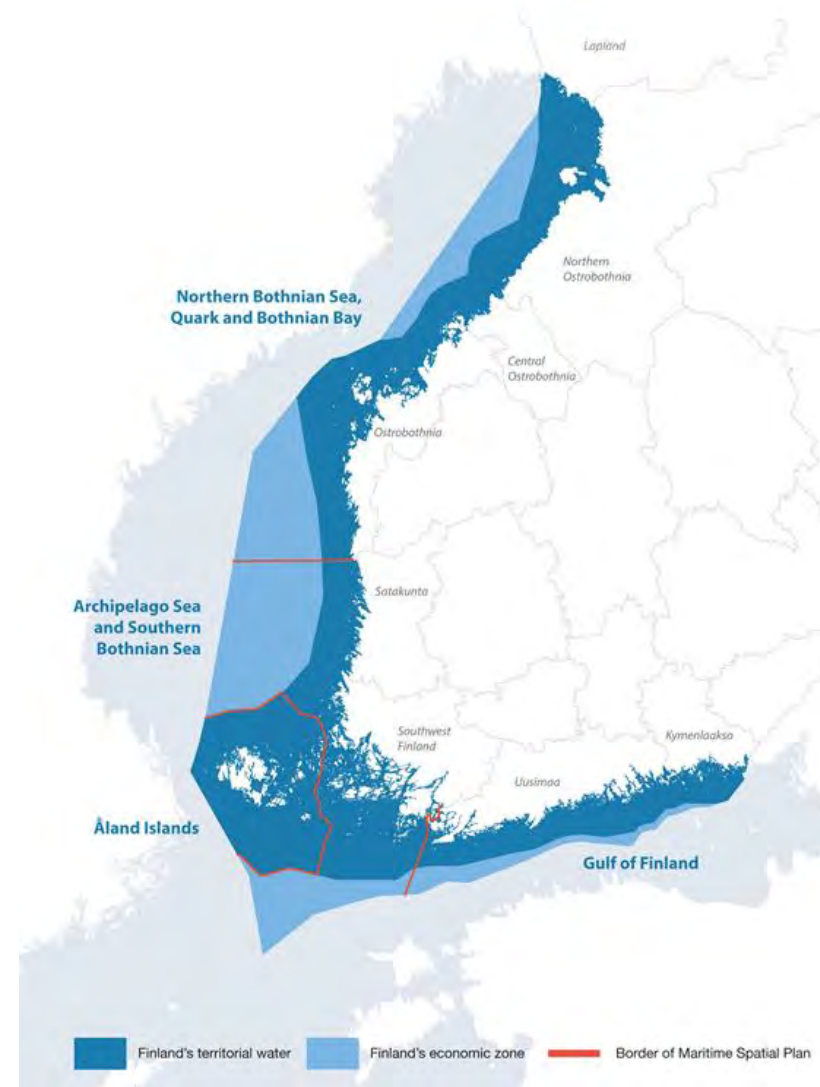 Lapland
Northern
Ostrobothnia
Northern Bothnian Sea,
Quark and Bothnian Bay
Central
Ostrobothnia
Ostrobothnia
Archipelago Sea
and Southern
Bothnian Sea
Satakunta
Southwest
Finland
Kymenlaakso
Uusimaa
Åland Islands
Gulf of Finland
Finland's territorial water
Finland's economic zone
Border of Maritime Spatial Plan